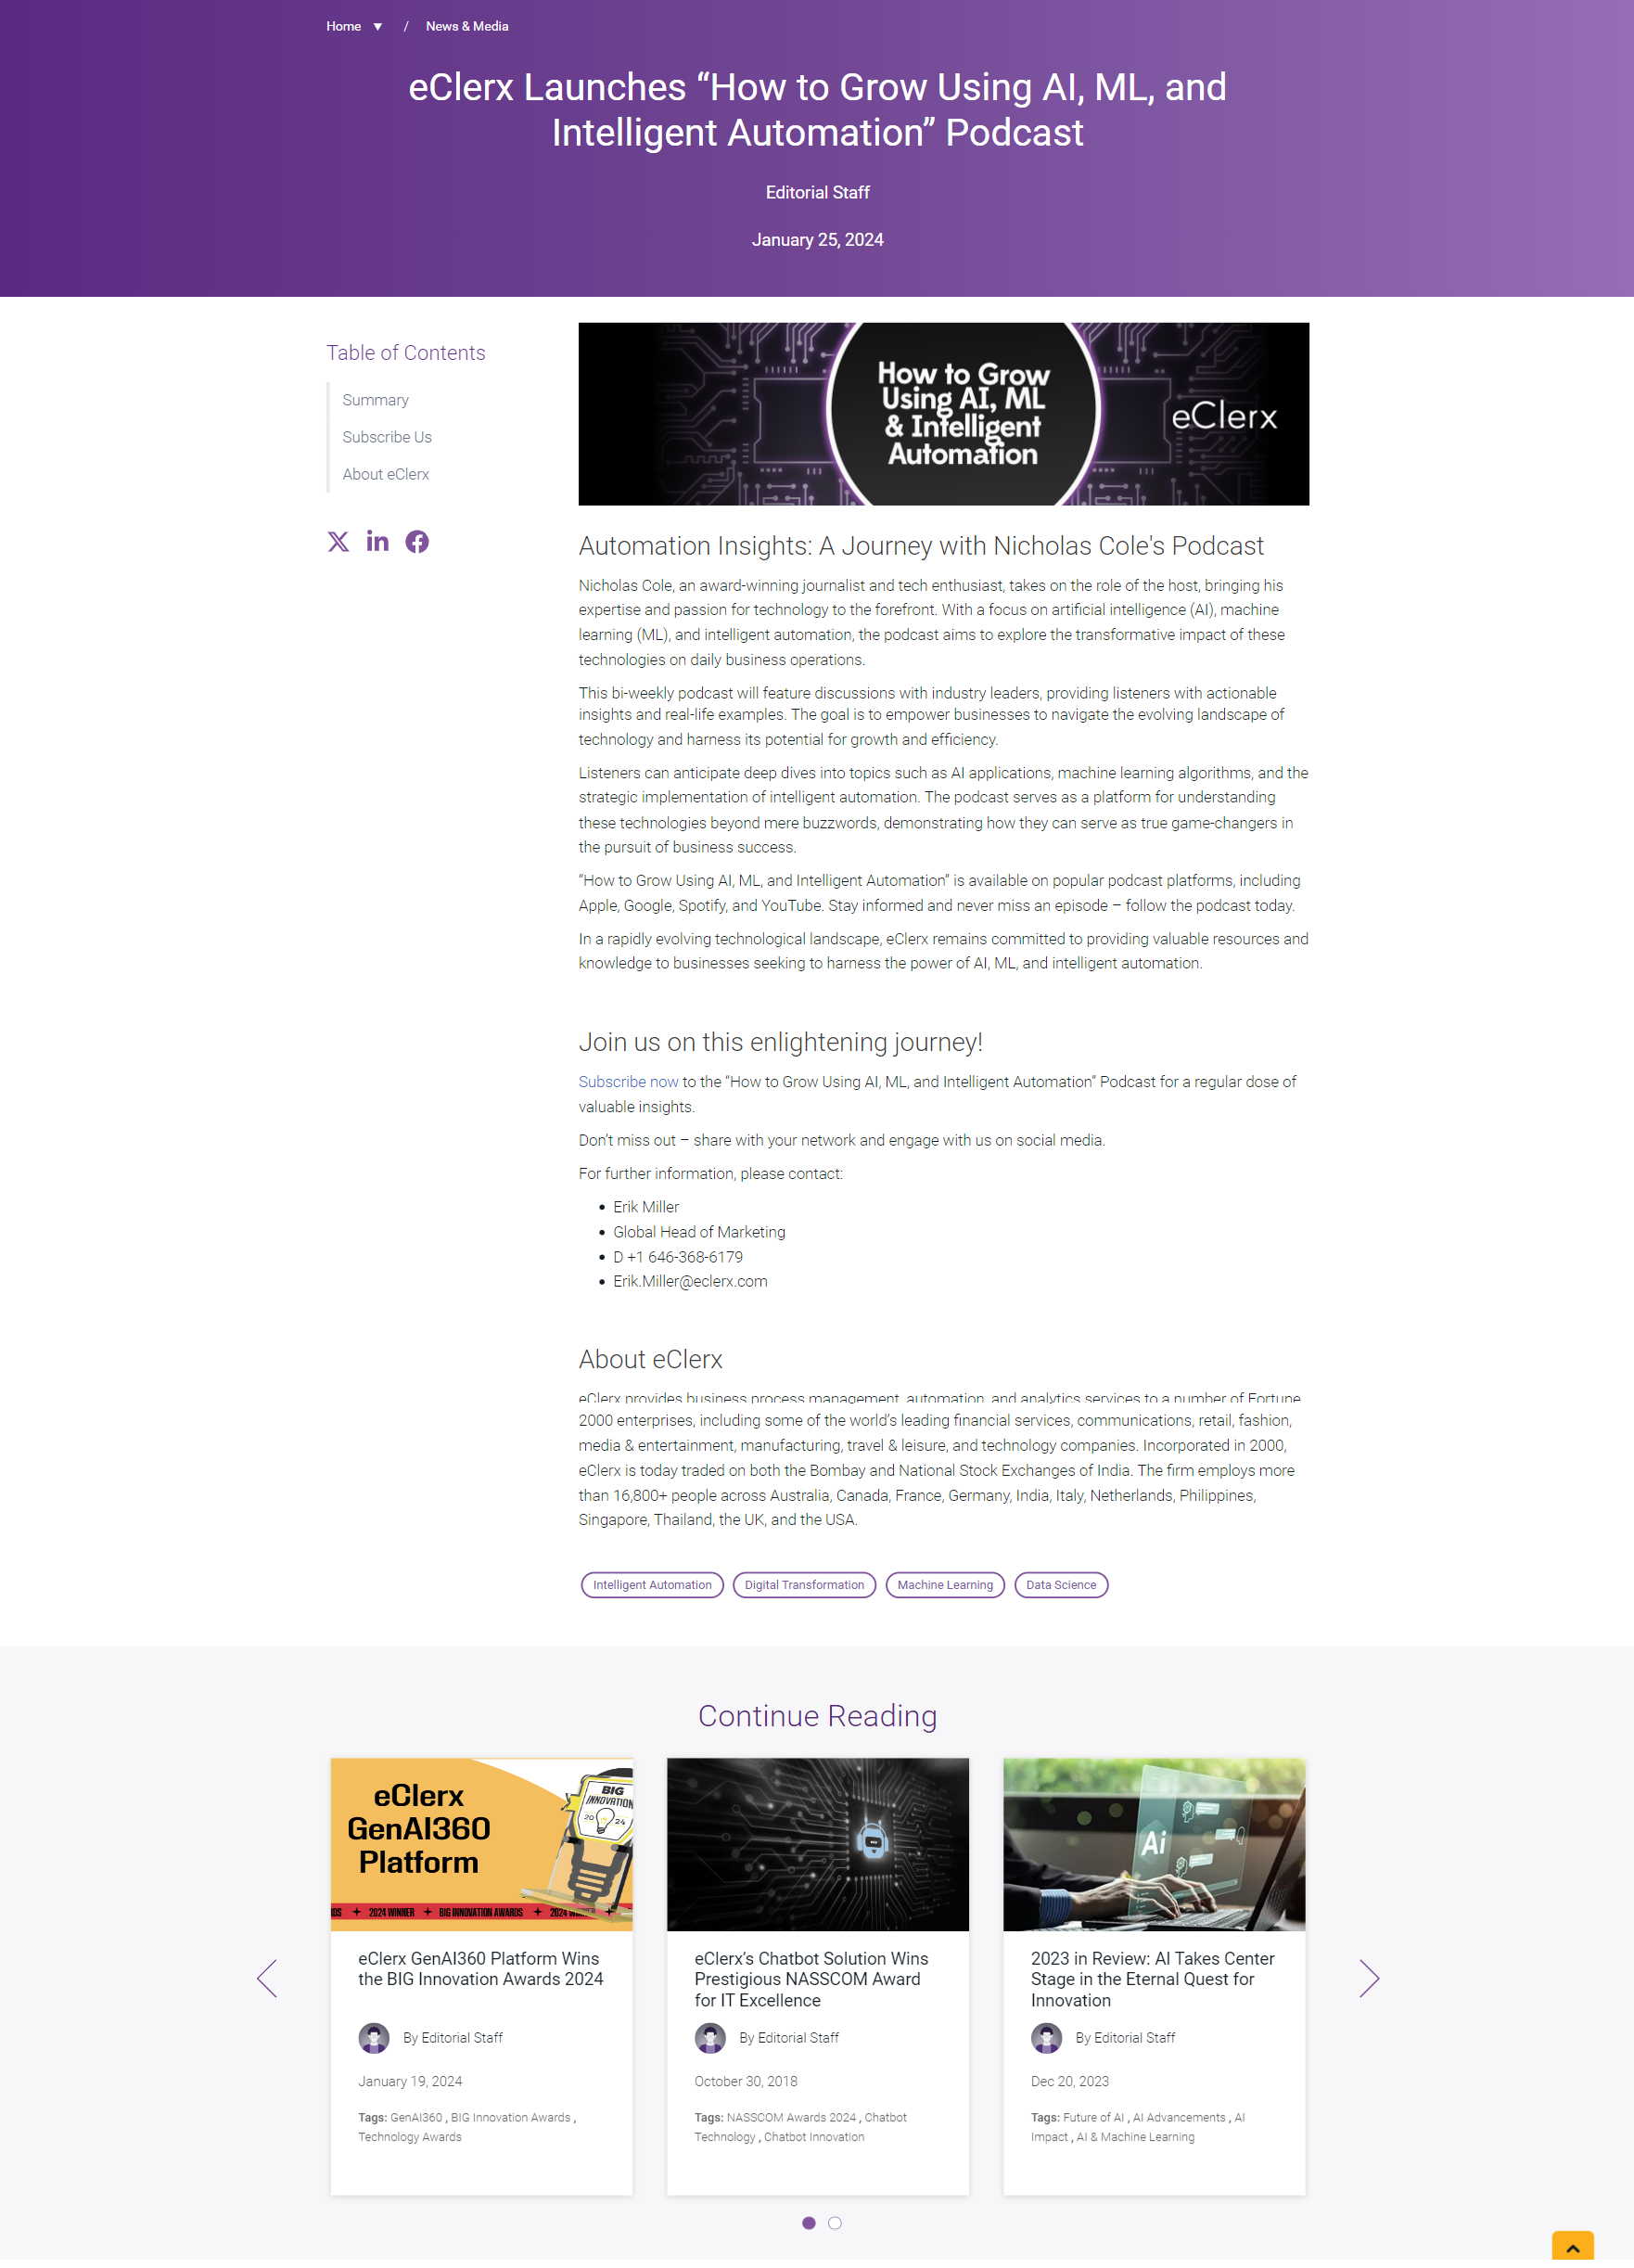 Home ▼ / News & Media
eClerx Launches “How to Grow Using AI, ML, and
Intelligent Automation” Podcast
Editorial Staff
January 25, 2024
Table of Contents
Summary
Subscribe Us
About eClerx
How to Grow
Using AI, ML
& Intelligent
Automation
eClerx
Automation Insights: A Journey with Nicholas Cole's Podcast
Nicholas Cole, an award-winning journalist and tech enthusiast, takes on the role of the host, bringing his
expertise and passion for technology to the forefront. With a focus on artificial intelligence (AI), machine
learning (ML), and intelligent automation, the podcast aims to explore the transformative impact of these
technologies on daily business operations.
This bi-weekly podcast will feature discussions with industry leaders, providing listeners with actionable
insights and real-life examples. The goal is to empower businesses to navigate the evolving landscape of
technology and harness its potential for growth and efficiency.
Listeners can anticipate deep dives into topics such as AI applications, machine learning algorithms, and the
strategic implementation of intelligent automation. The podcast serves as a platform for understanding
these technologies beyond mere buzzwords, demonstrating how they can serve as true game-changers in
the pursuit of business success.
“How to Grow Using AI, ML, and Intelligent Automation” is available on popular podcast platforms, including
Apple, Google, Spotify, and YouTube. Stay informed and never miss an episode – follow the podcast today.
In a rapidly evolving technological landscape, eClerx remains committed to providing valuable resources and
knowledge to businesses seeking to harness the power of AI, ML, and intelligent automation.
Join us on this enlightening journey!
Subscribe now to the “How to Grow Using AI, ML, and Intelligent Automation” Podcast for a regular dose of
valuable insights.
Don’t miss out – share with your network and engage with us on social media.
For further information, please contact:
• Erik Miller
• Global Head of Marketing
• D +1 646-368-6179
• Erik.Miller@eclerx.com
About eClerx
eClerx provides business process management, automation, and analytics services to a number of Fortune
2000 enterprises, including some of the world’s leading financial services, communications, retail, fashion,
media & entertainment, manufacturing, travel & leisure, and technology companies. Incorporated in 2000,
eClerx is today traded on both the Bombay and National Stock Exchanges of India. The firm employs more
than 16,800+ people across Australia, Canada, France, Germany, India, Italy, Netherlands, Philippines,
Singapore, Thailand, the UK, and the USA.
Intelligent Automation Digital Transformation Machine Learning Data Science
Continue Reading
eClerx
GenAI360
Platform
BIG
INNOVATION
20 24
2024 WINNER + BIG INNOVATION AWARDS + 2024
eClerx GenAI360 Platform Wins
the BIG Innovation Awards 2024
By Editorial Staff
January 19, 2024
Tags: GenAI360 , BIG Innovation Awards ,
Technology Awards
eClerx’s Chatbot Solution Wins
Prestigious NASSCOM Award
for IT Excellence
By Editorial Staff
October 30, 2018
Tags: NASSCOM Awards 2024 , Chatbot
Technology , Chatbot Innovation
Ai
2023 in Review: AI Takes Center
Stage in the Eternal Quest for
Innovation
By Editorial Staff
Dec 20, 2023
Tags: Future of AI , AI Advancements , AI
Impact , AI & Machine Learning